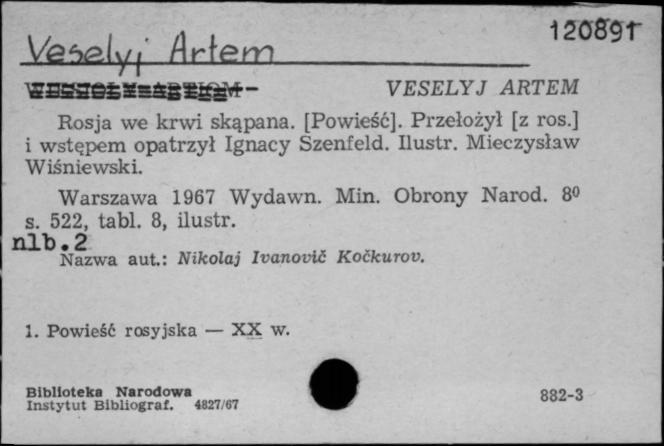 120891
Veselyj Artem
WESIOŁY ARTIOM — VESELYJ ARTEM
Rosja we krwi skąpana. [Powieść]. Przełożył [z ros.]
i wstępem opatrzył Ignacy Szenfeld. Ilustr. Mieczysław
Wiśniewski.
Warszawa 1967 Wydawn. Min. Obrony Narod. 8⁰
s. 522, tabl. 8, ilustr.
nlb.2
Nazwa aut.: Nikolaj Ivanovič Kočkurov.
1. Powieść rosyjska — XX w.
Biblioteka Narodowa
Instytut Bibliograf. 4827/67
882-3